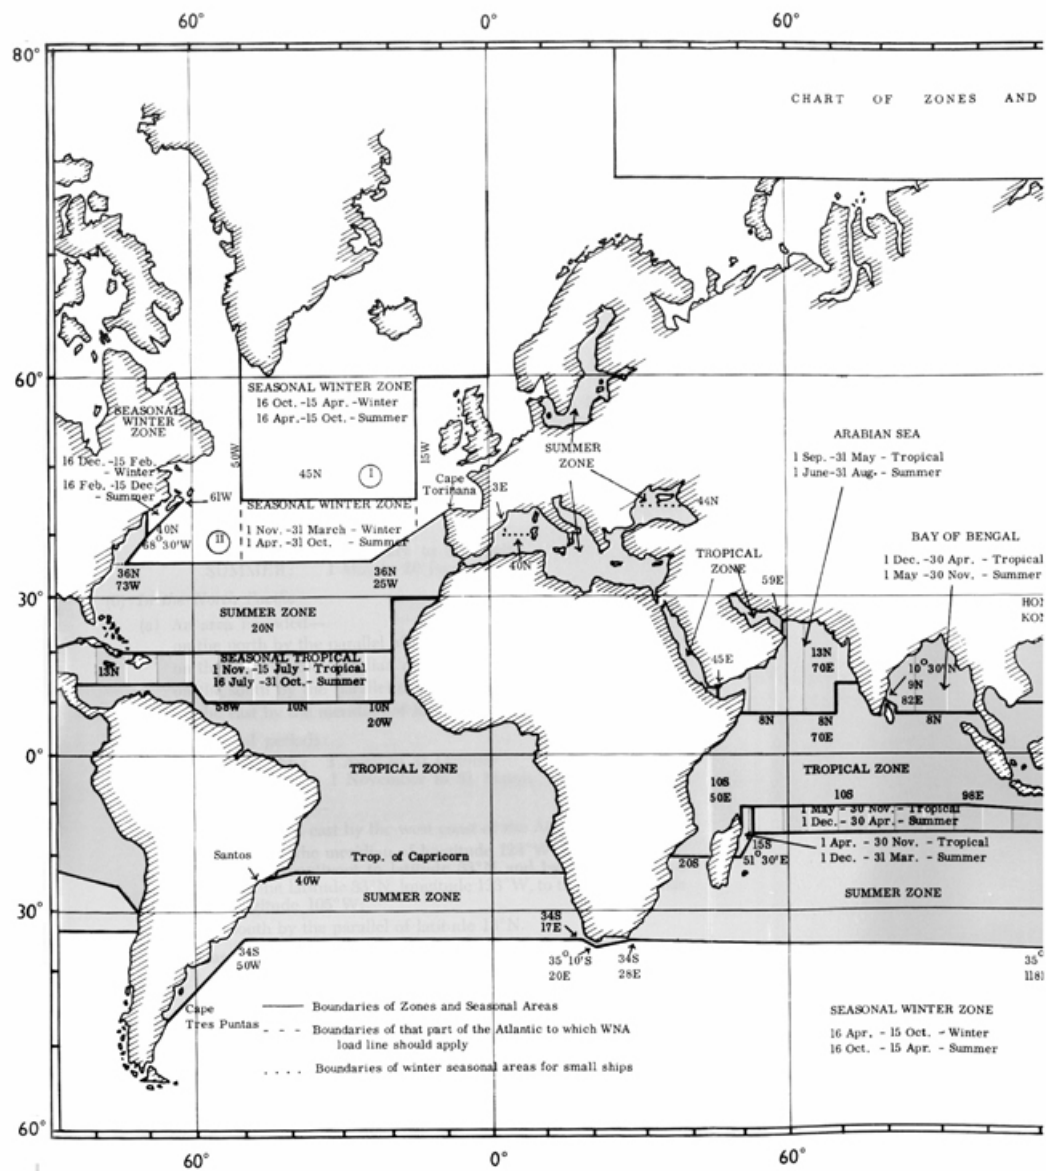 60° 0° 60°
80°
CHART OF ZONES AND
60°
SEASONAL WINTER ZONE
16 Oct. -15 Apr. -Winter
16 Apr. -15 Oct. - Summer
SEASONAL
WINTER
ZONE
50W
45N
I
15W
Cape
Torinana
3E
SUMMER
ZONE
44N
ARABIAN SEA
1 Sep. -31 May - Tropical
1 June-31 Aug. - Summer
16 Dec. -15 Feb.
- Winter
16 Feb. -15 Dec.
- Summer
61W
40N
68°30'W
II
SEASONAL WINTER ZONE
1 Nov. -31 March - Winter
1 Apr. -31 Oct. - Summer
BAY OF BENGAL
1 Dec. -30 Apr. - Tropical
1 May -30 Nov. - Summer
36N
73W
36N
25W
40N
TROPICAL
ZONE
59E
30°
SUMMER ZONE
20N
SEASONAL TROPICAL
1 Nov. -15 July - Tropical
16 July -31 Oct. - Summer
13N
58W
10N
10N
20W
45E
13N
70E
10°30'N
9N
82E
8N
8N
70E
8N
0°
TROPICAL ZONE
TROPICAL ZONE
10S
50E
10S
98E
1 May - 30 Nov. - Tropical
1 Dec. - 30 Apr. - Summer
15S
51°30'E
1 Apr. - 30 Nov. - Tropical
1 Dec. - 31 Mar. - Summer
Santos
Trop. of Capricorn
20S
40W
SUMMER ZONE
SUMMER ZONE
30°
34S
17E
34S
50W
35°10'S
20E
34S
28E
35°
118
Cape
Tres Puntas
Boundaries of Zones and Seasonal Areas
Boundaries of that part of the Atlantic to which WNA
load line should apply
Boundaries of winter seasonal areas for small ships
SEASONAL WINTER ZONE
16 Apr. - 15 Oct. - Winter
16 Oct. - 15 Apr. - Summer
60°
60° 0° 60°